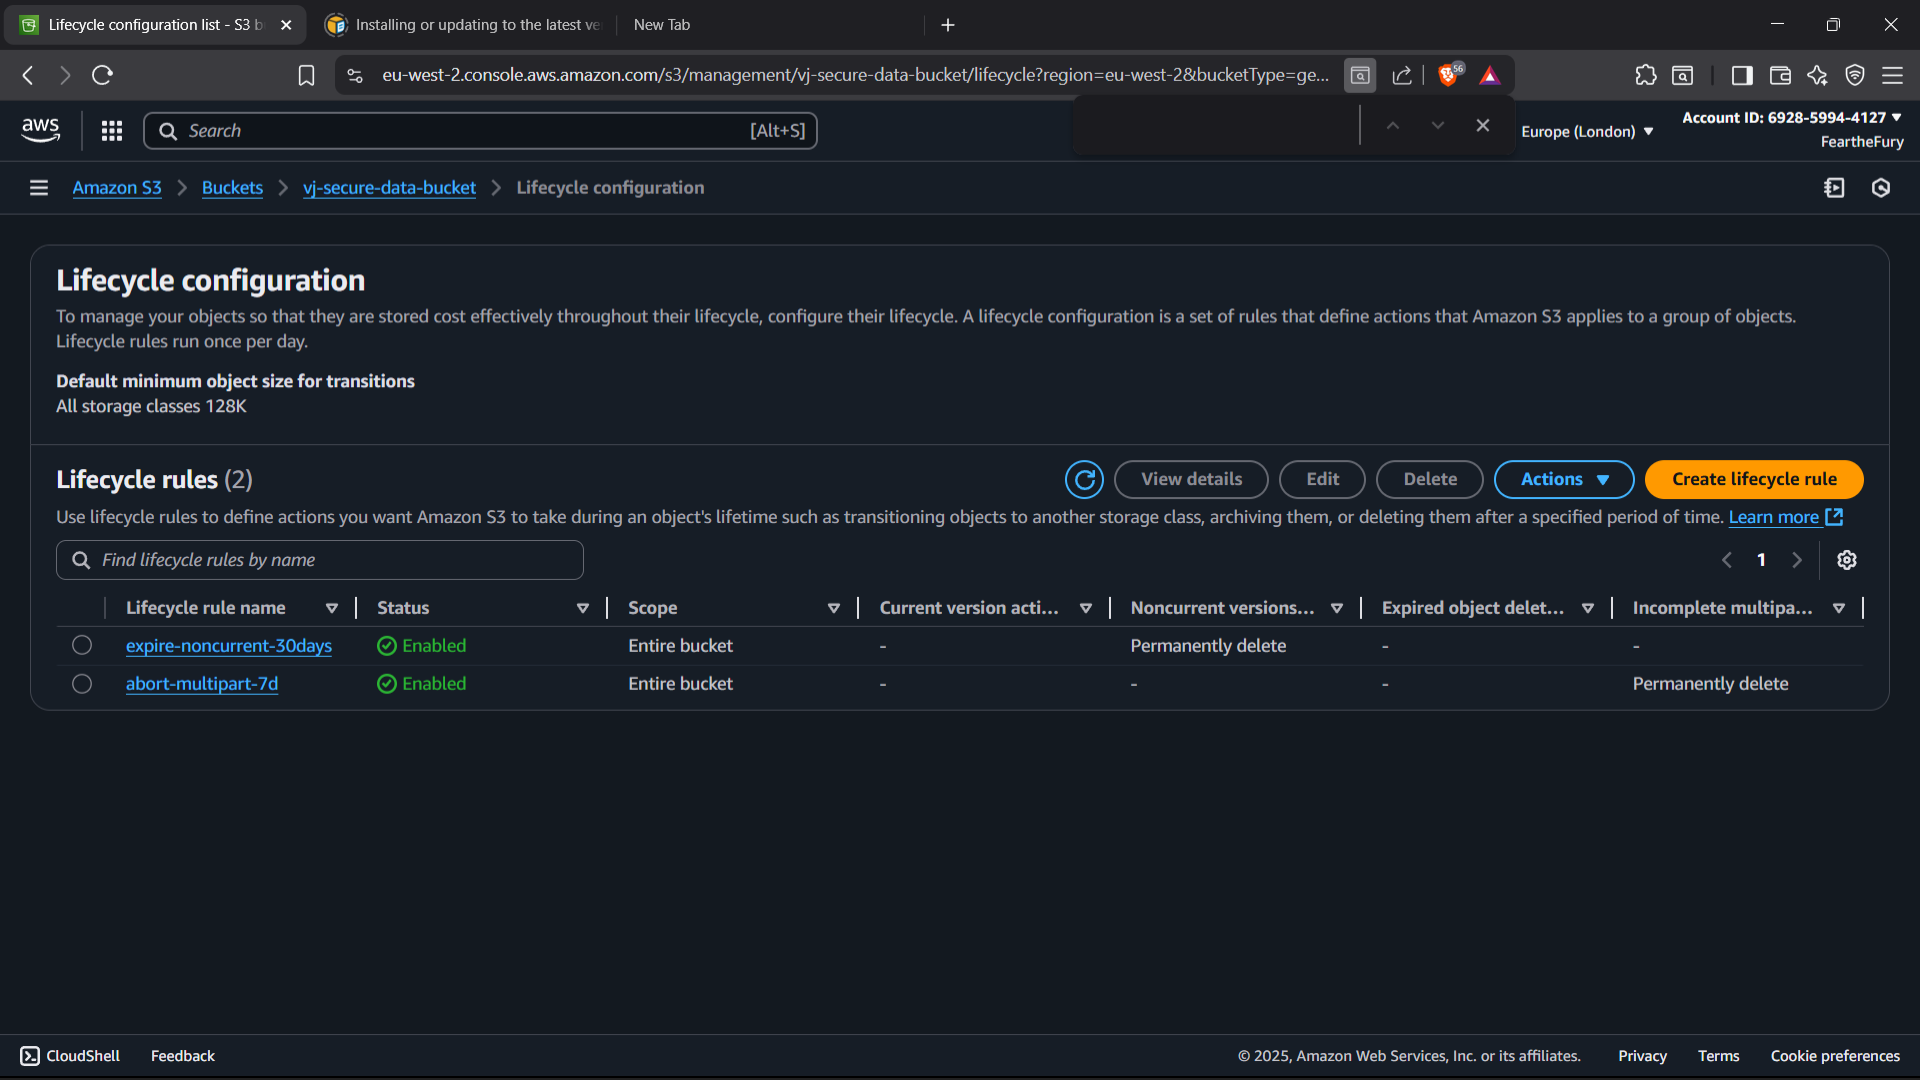 Lifecycle configuration list - S3 b
Installing or updating to the latest ve
New Tab
eu-west-2.console.aws.amazon.com/s3/management/vj-secure-data-bucket/lifecycle?region=eu-west-2&bucketType=ge...
56
aws
Search
[Alt+S]
Europe (London)
Account ID: 6928-5994-4127
FeartheFury
Amazon S3
Buckets
vj-secure-data-bucket
Lifecycle configuration
Lifecycle configuration
To manage your objects so that they are stored cost effectively throughout their lifecycle, configure their lifecycle. A lifecycle configuration is a set of rules that define actions that Amazon S3 applies to a group of objects.
Lifecycle rules run once per day.
Default minimum object size for transitions
All storage classes 128K
Lifecycle rules (2)
View details
Edit
Delete
Actions
Create lifecycle rule
Use lifecycle rules to define actions you want Amazon S3 to take during an object's lifetime such as transitioning objects to another storage class, archiving them, or deleting them after a specified period of time. Learn more
Find lifecycle rules by name
1
Lifecycle rule name Status Scope Current version acti... Noncurrent versions... Expired object delet... Incomplete multipa...
expire-noncurrent-30days Enabled Entire bucket - Permanently delete - -
abort-multipart-7d Enabled Entire bucket - - - Permanently delete
CloudShell
Feedback
© 2025, Amazon Web Services, Inc. or its affiliates.
Privacy
Terms
Cookie preferences